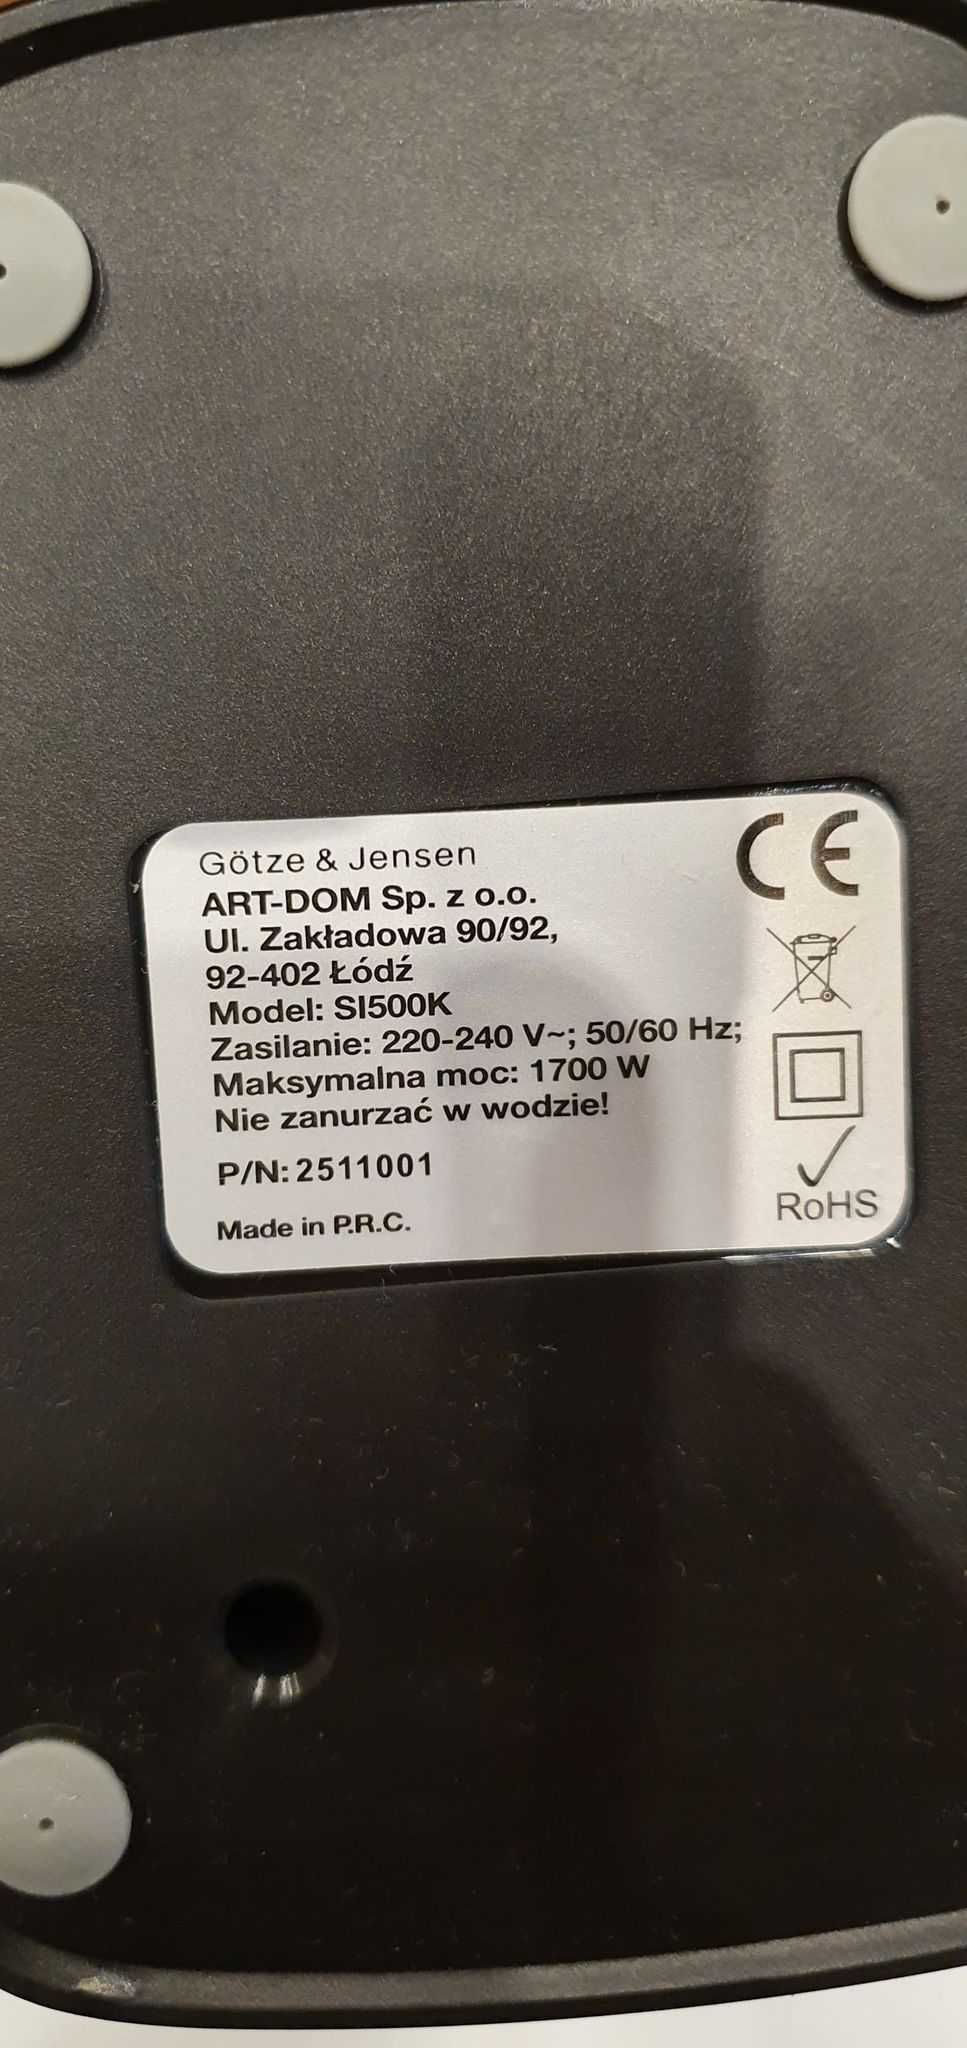 Götze & Jensen
ART-DOM Sp. z o.o.
Ul. Zakładowa 90/92,
92-402 Łódź
Model: SI500K
Zasilanie: 220-240 V~; 50/60 Hz;
Maksymalna moc: 1700 W
Nie zanurzać w wodzie!
P/N: 2511001
Made in P.R.C.
CE
RoHS